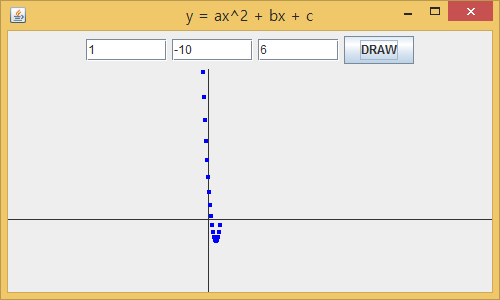 y = ax^2 + bx + c
1 -10 6 DRAW